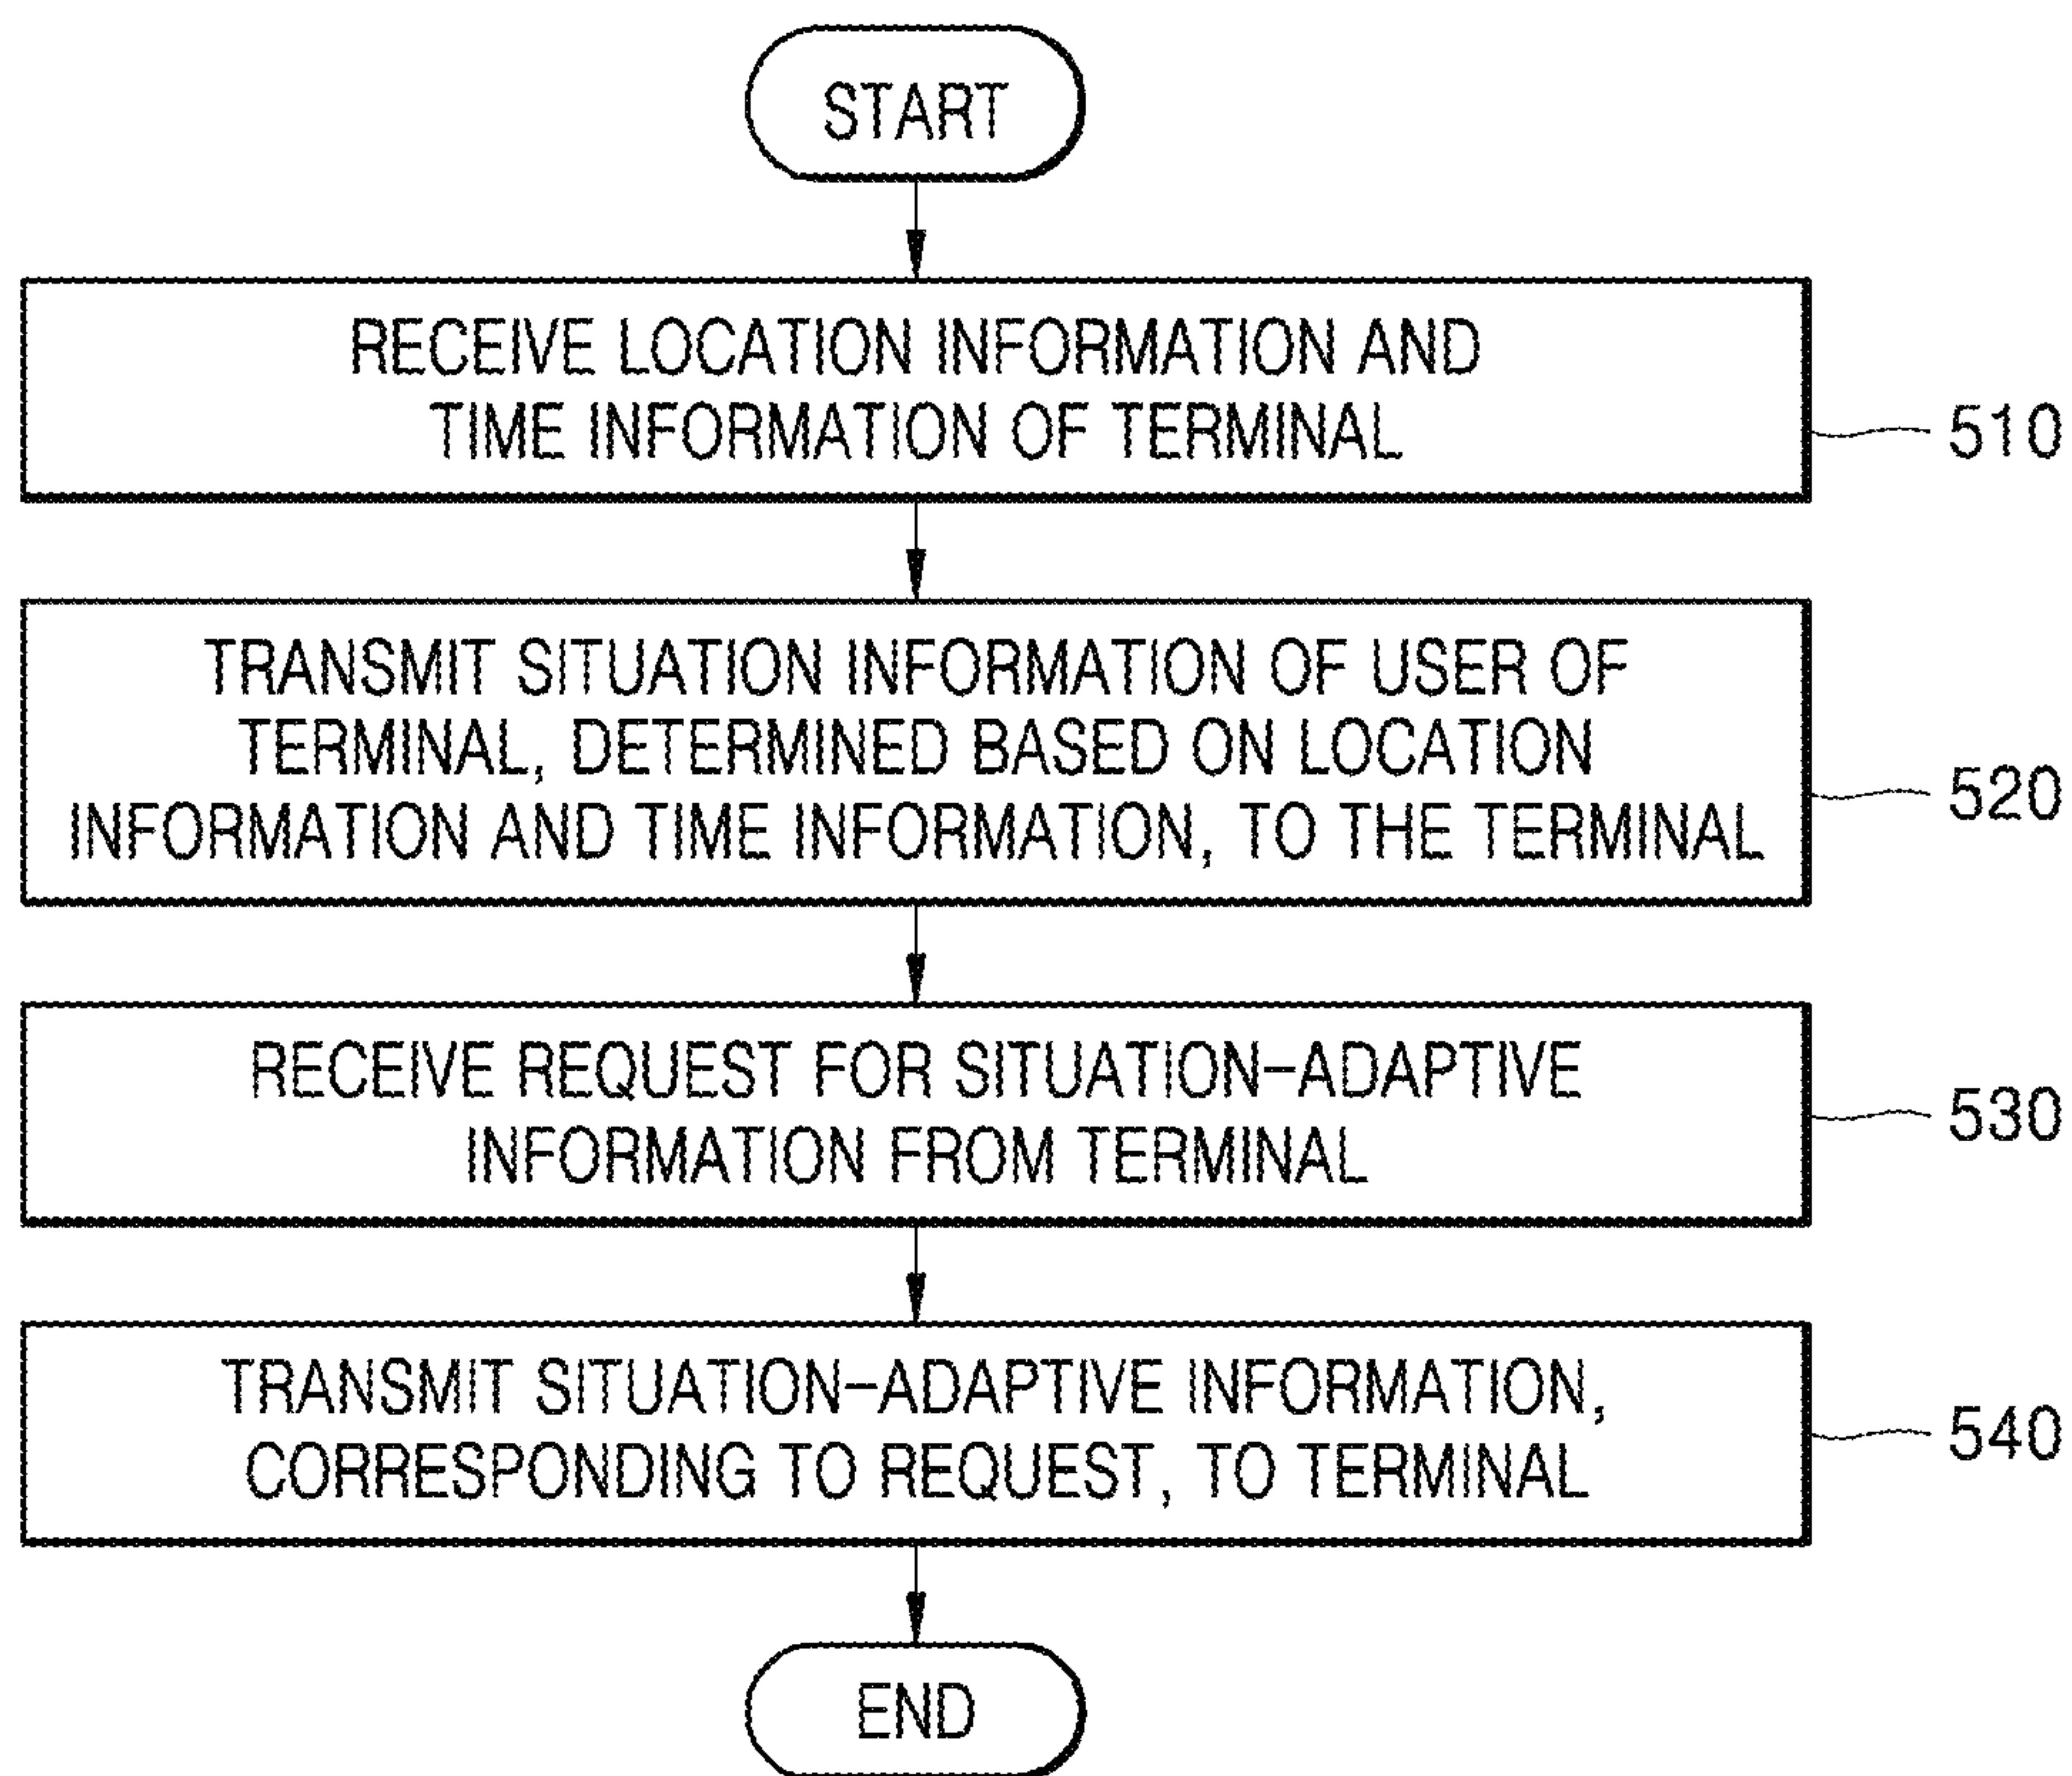 START
RECEIVE LOCATION INFORMATION AND
TIME INFORMATION OF TERMINAL
510
TRANSMIT SITUATION INFORMATION OF USER OF
TERMINAL, DETERMINED BASED ON LOCATION
INFORMATION AND TIME INFORMATION, TO THE TERMINAL
520
RECEIVE REQUEST FOR SITUATION-ADAPTIVE
INFORMATION FROM TERMINAL
530
TRANSMIT SITUATION-ADAPTIVE INFORMATION,
CORRESPONDING TO REQUEST, TO TERMINAL
540
END